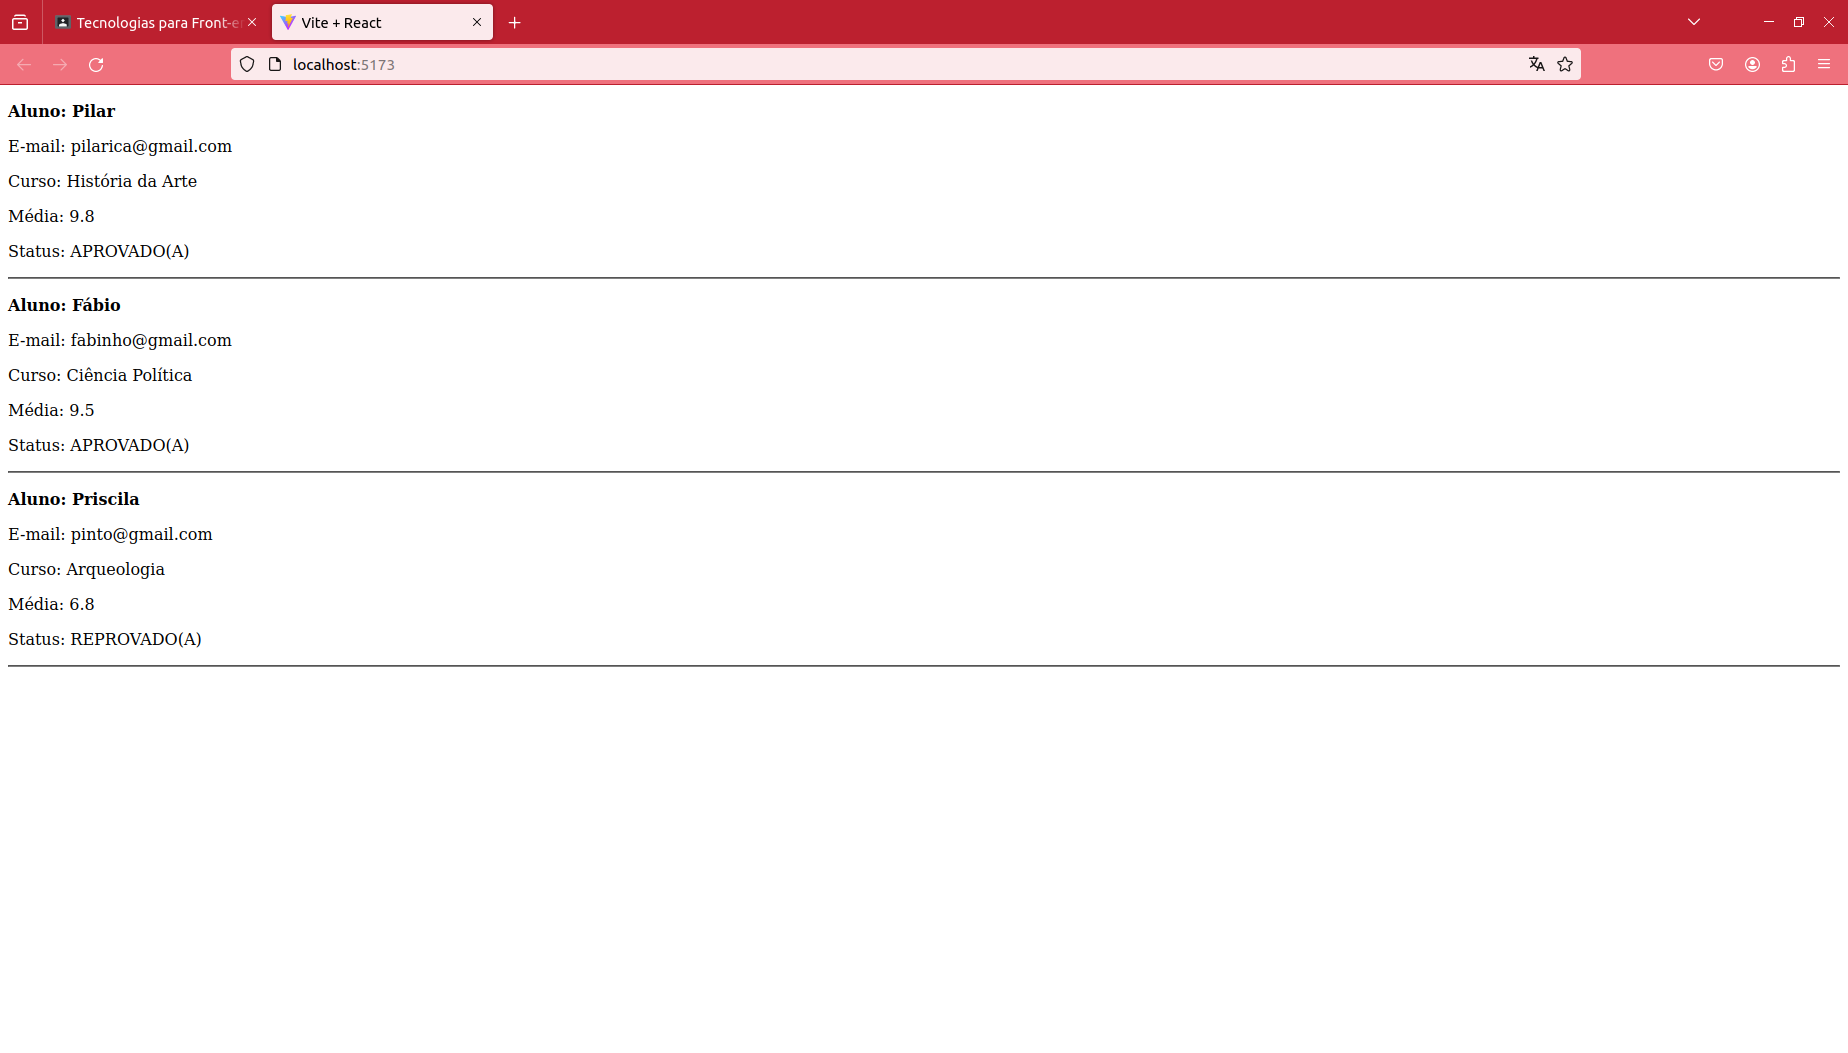 Tecnologias para Front-e
Vite + React
localhost:5173
Aluno: Pilar
E-mail: pilarica@gmail.com
Curso: História da Arte
Média: 9.8
Status: APROVADO(A)
Aluno: Fábio
E-mail: fabinho@gmail.com
Curso: Ciência Política
Média: 9.5
Status: APROVADO(A)
Aluno: Priscila
E-mail: pinto@gmail.com
Curso: Arqueologia
Média: 6.8
Status: REPROVADO(A)